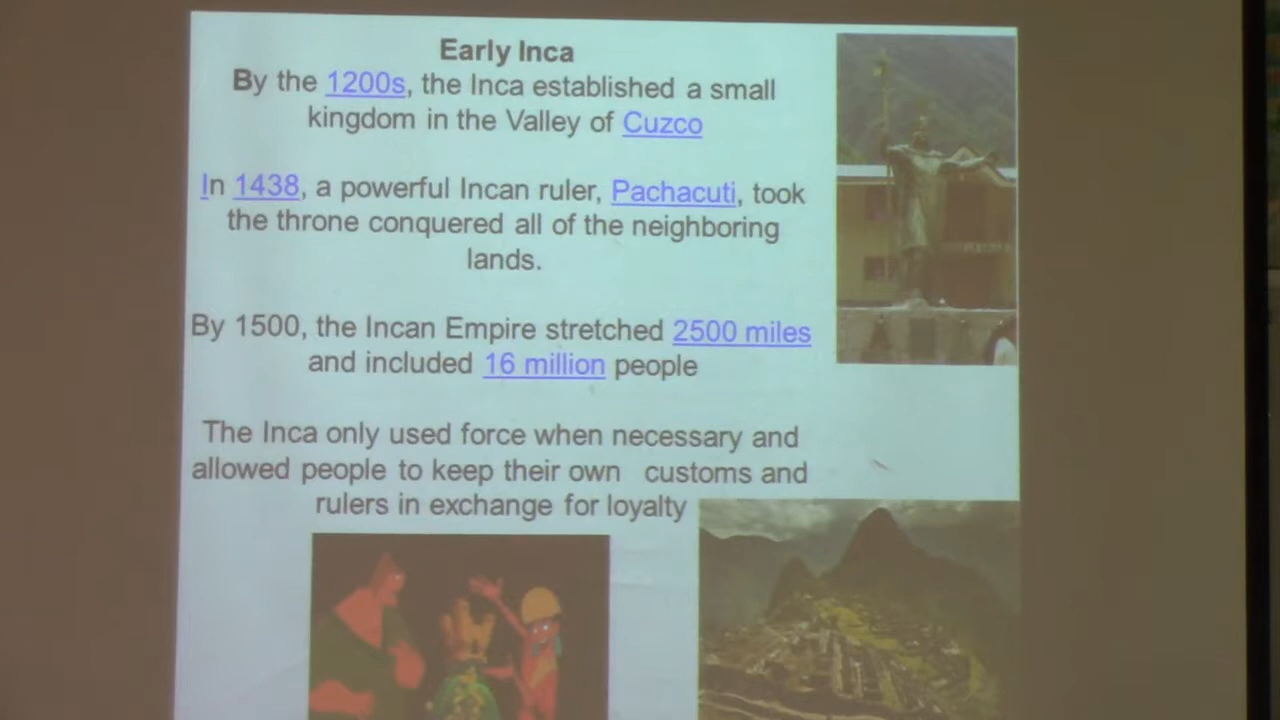 Early Inca
By the 1200s, the Inca established a small
kingdom in the Valley of Cuzco
In 1438, a powerful Incan ruler, Pachacuti, took
the throne conquered all of the neighboring
lands.
By 1500, the Incan Empire stretched 2500 miles
and included 16 million people
The Inca only used force when necessary and
allowed people to keep their own customs and
rulers in exchange for loyalty